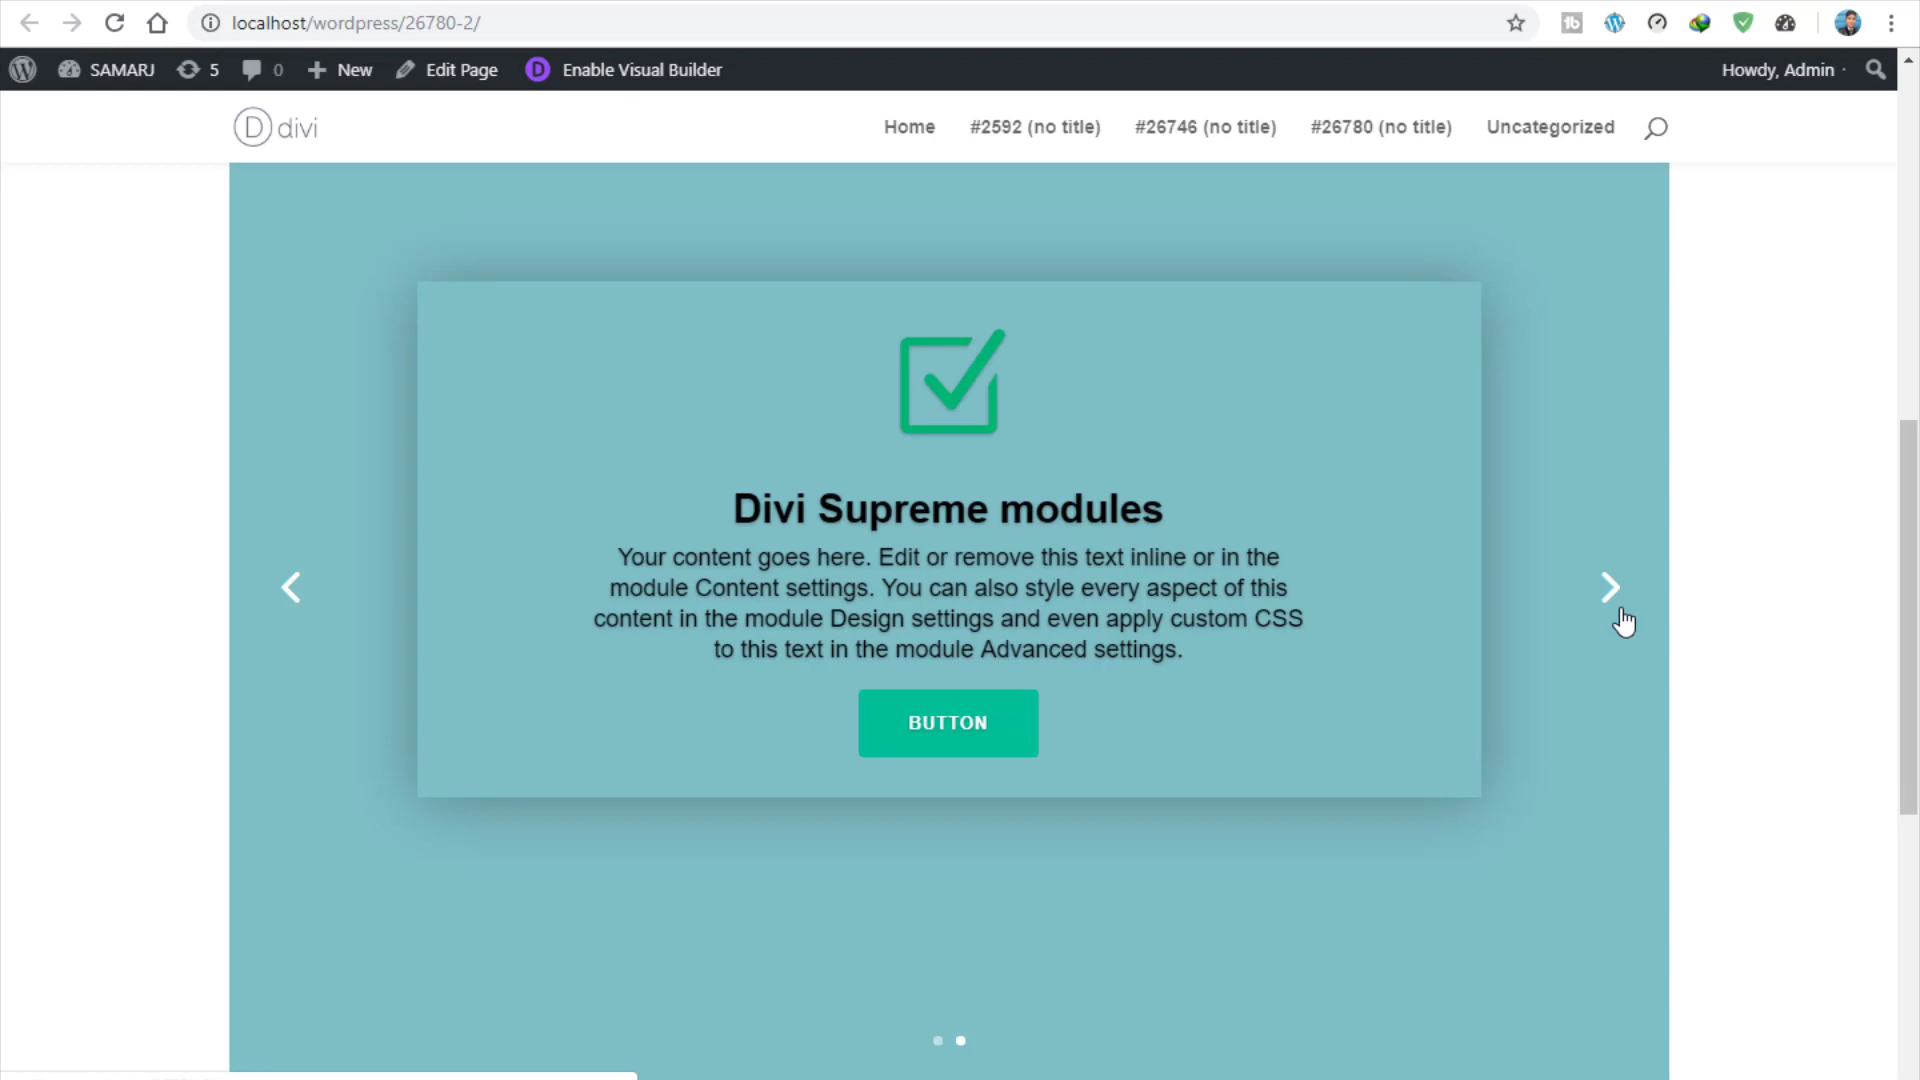 localhost/wordpress/26780-2/
SAMARJ 5 0 New Edit Page D Enable Visual Builder Howdy, Admin
D divi Home #2592 (no title) #26746 (no title) #26780 (no title) Uncategorized
Divi Supreme modules
Your content goes here. Edit or remove this text inline or in the
module Content settings. You can also style every aspect of this
content in the module Design settings and even apply custom CSS
to this text in the module Advanced settings.
BUTTON